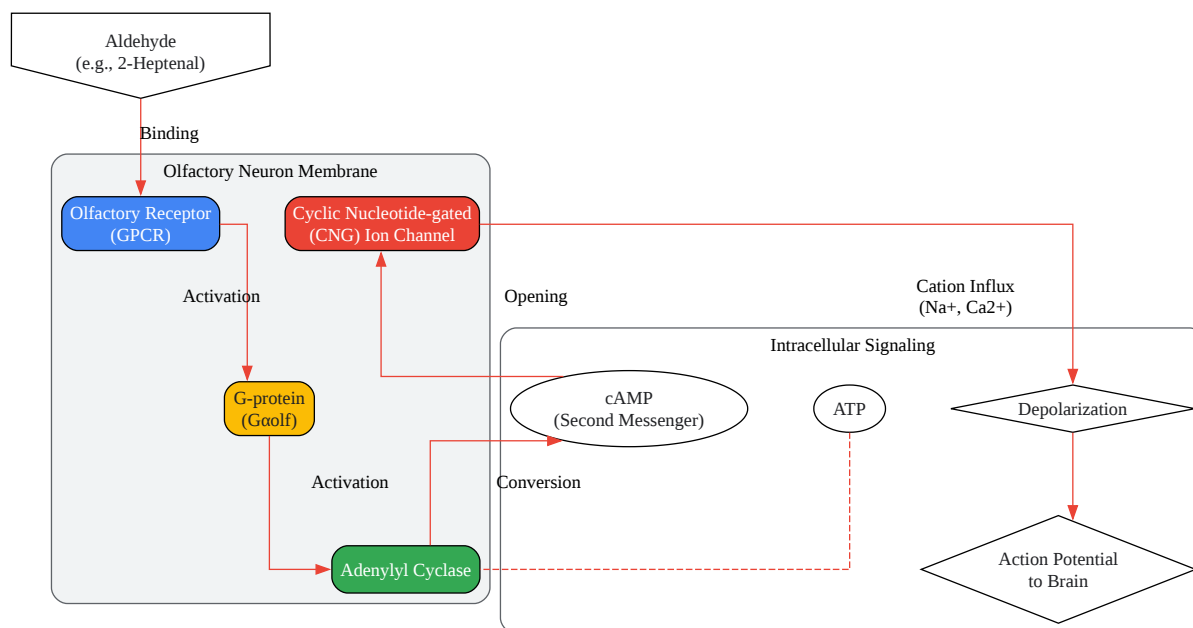 Aldehyde
(e.g., 2-Heptenal)
Binding
Olfactory Neuron Membrane
Olfactory Receptor
(GPCR)
Cyclic Nucleotide-gated
(CNG) Ion Channel
Activation
Opening
Cation Influx
(Na+, Ca2+)
Intracellular Signaling
G-protein
(Gαolf)
cAMP
(Second Messenger)
ATP
Depolarization
Activation
Conversion
Adenylyl Cyclase
Action Potential
to Brain